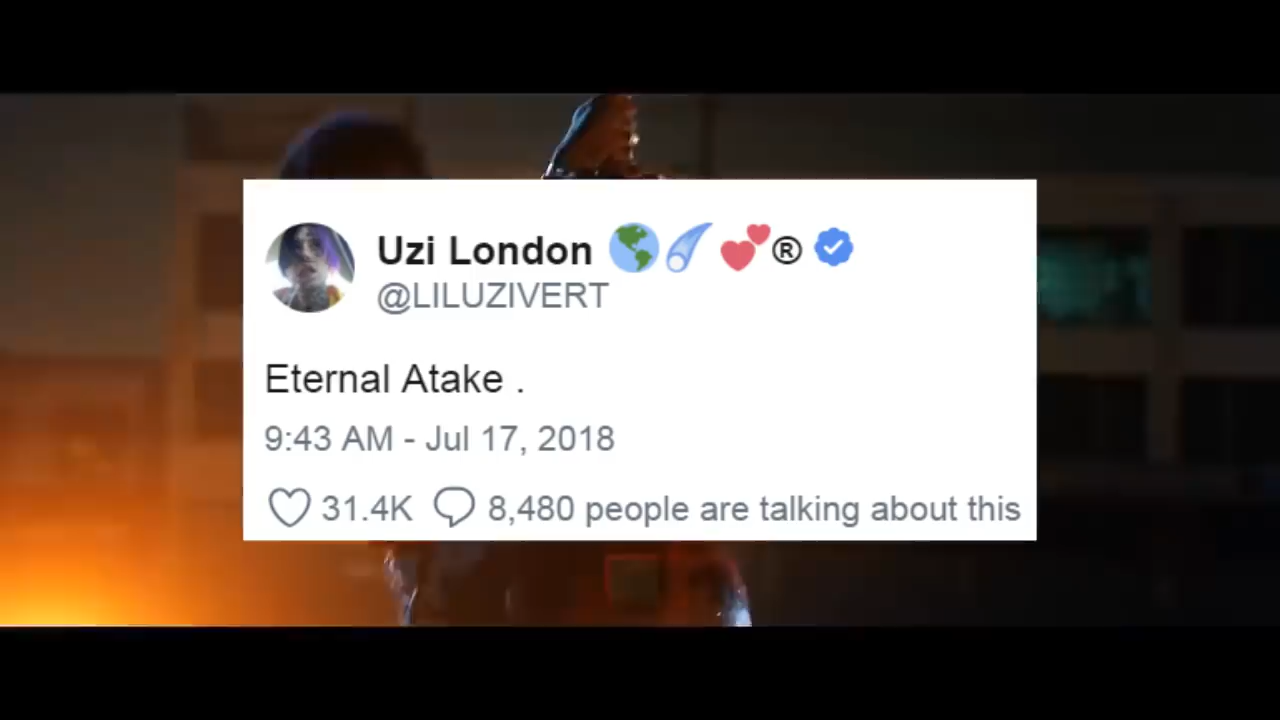 Uzi London 🌎☄️💕®
@LILUZIVERT
Eternal Atake .
9:43 AM - Jul 17, 2018
31.4K 8,480 people are talking about this